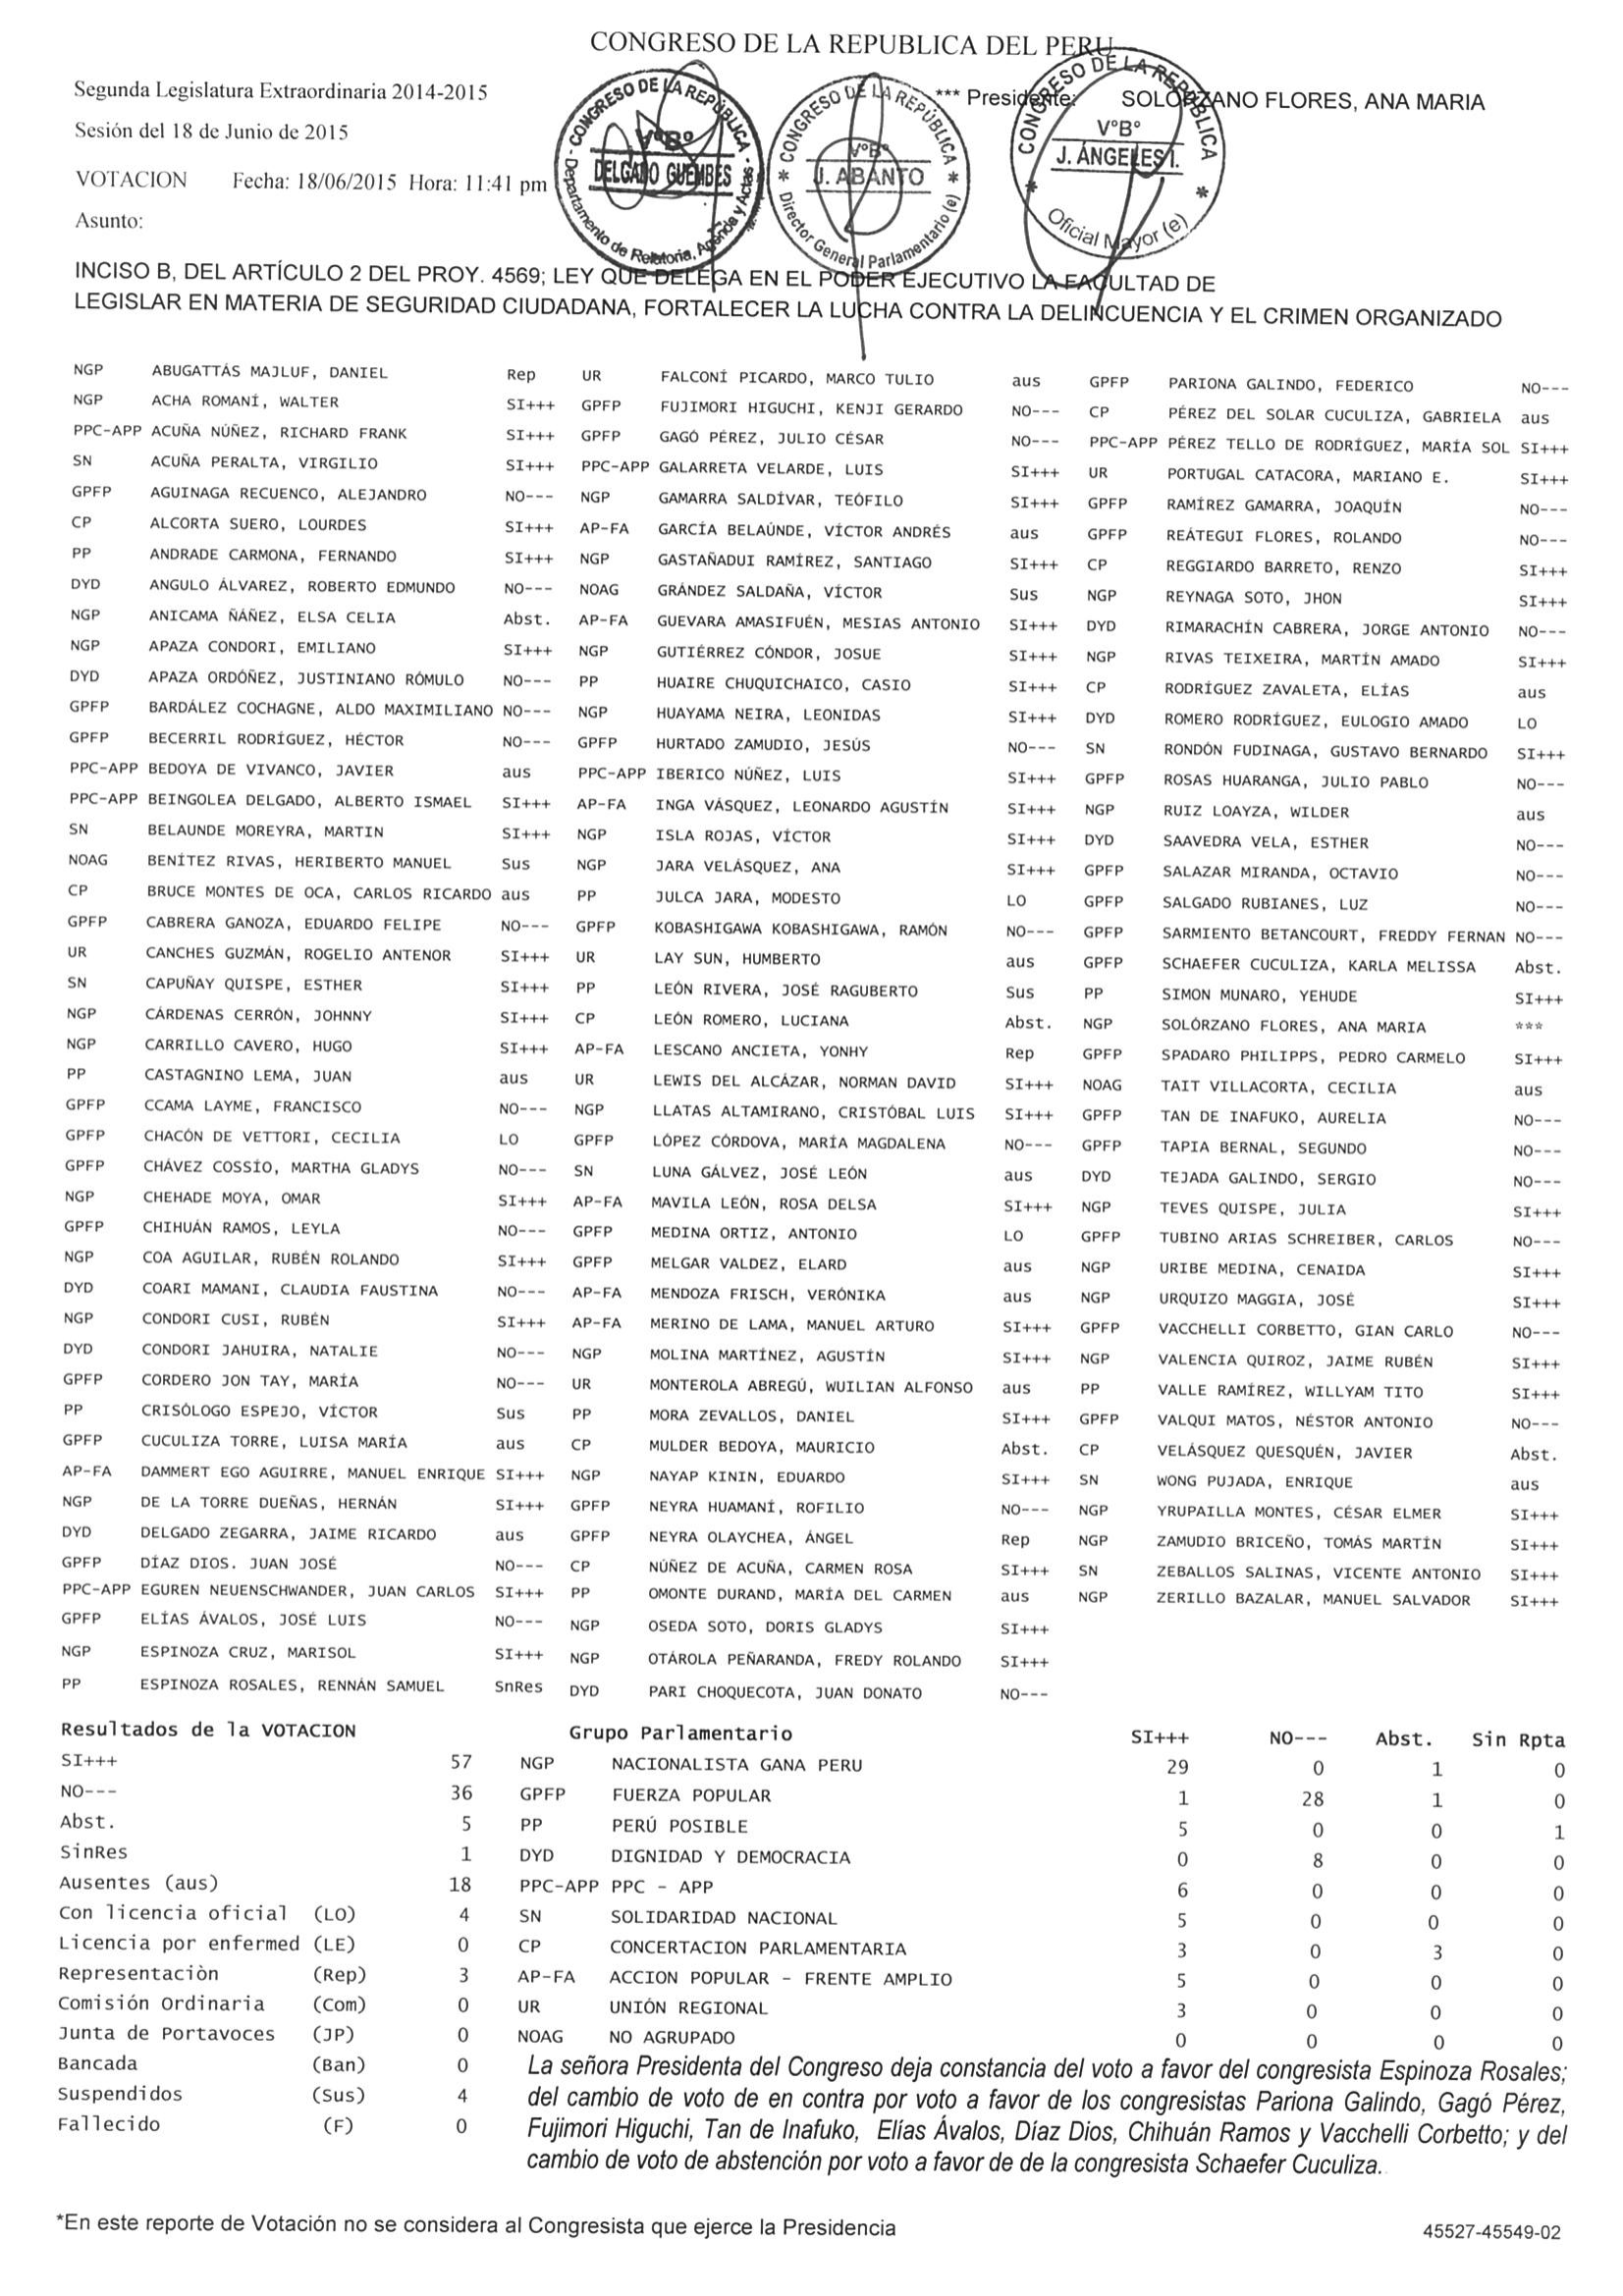 CONGRESO DE LA REPUBLICA DEL PERU
Segunda Legislatura Extraordinaria 2014-2015
*** Presidente: SOLÓRZANO FLORES, ANA MARIA
Sesión del 18 de Junio de 2015
VOTACION Fecha: 18/06/2015 Hora: 11:41 pm
Asunto:
CONGRESO DE LA REPÚBLICA
VºBº
DELGADO GUEMBES
Departamento de Relatoria, Agenda y Actas
CONGRESO DE LA REPÚBLICA
VºBº
J. ABANTO
Director General Parlamentario (e)
CONGRESO DE LA REPÚBLICA
V°B°
J. ÁNGELES I.
Oficial Mayor (e)
INCISO B, DEL ARTÍCULO 2 DEL PROY. 4569; LEY QUE DELEGA EN EL PODER EJECUTIVO LA FACULTAD DE
LEGISLAR EN MATERIA DE SEGURIDAD CIUDADANA, FORTALECER LA LUCHA CONTRA LA DELINCUENCIA Y EL CRIMEN ORGANIZADO
NGP ABUGATTÁS MAJLUF, DANIEL Rep
NGP ACHA ROMANÍ, WALTER SI+++
PPC-APP ACUÑA NÚÑEZ, RICHARD FRANK SI+++
SN ACUÑA PERALTA, VIRGILIO SI+++
GPFP AGUINAGA RECUENCO, ALEJANDRO NO---
CP ALCORTA SUERO, LOURDES SI+++
PP ANDRADE CARMONA, FERNANDO SI+++
DYD ANGULO ÁLVAREZ, ROBERTO EDMUNDO NO---
NGP ANICAMA ÑÁÑEZ, ELSA CELIA Abst.
NGP APAZA CONDORI, EMILIANO SI+++
DYD APAZA ORDÓÑEZ, JUSTINIANO RÓMULO NO---
GPFP BARDÁLEZ COCHAGNE, ALDO MAXIMILIANO NO---
GPFP BECERRIL RODRÍGUEZ, HÉCTOR NO---
PPC-APP BEDOYA DE VIVANCO, JAVIER aus
PPC-APP BEINGOLEA DELGADO, ALBERTO ISMAEL SI+++
SN BELAUNDE MOREYRA, MARTIN SI+++
NOAG BENÍTEZ RIVAS, HERIBERTO MANUEL Sus
CP BRUCE MONTES DE OCA, CARLOS RICARDO aus
GPFP CABRERA GANOZA, EDUARDO FELIPE NO---
UR CANCHES GUZMÁN, ROGELIO ANTENOR SI+++
SN CAPUÑAY QUISPE, ESTHER SI+++
NGP CÁRDENAS CERRÓN, JOHNNY SI+++
NGP CARRILLO CAVERO, HUGO SI+++
PP CASTAGNINO LEMA, JUAN aus
GPFP CCAMA LAYME, FRANCISCO NO---
GPFP CHACÓN DE VETTORI, CECILIA LO
GPFP CHÁVEZ COSSÍO, MARTHA GLADYS NO---
NGP CHEHADE MOYA, OMAR SI+++
GPFP CHIHUÁN RAMOS, LEYLA NO---
NGP COA AGUILAR, RUBÉN ROLANDO SI+++
DYD COARI MAMANI, CLAUDIA FAUSTINA NO---
NGP CONDORI CUSI, RUBÉN SI+++
DYD CONDORI JAHUIRA, NATALIE NO---
GPFP CORDERO JON TAY, MARÍA NO---
PP CRISÓLOGO ESPEJO, VÍCTOR Sus
GPFP CUCULIZA TORRE, LUISA MARÍA aus
AP-FA DAMMERT EGO AGUIRRE, MANUEL ENRIQUE SI+++
NGP DE LA TORRE DUEÑAS, HERNÁN SI+++
DYD DELGADO ZEGARRA, JAIME RICARDO aus
GPFP DÍAZ DIOS. JUAN JOSÉ NO---
PPC-APP EGUREN NEUENSCHWANDER, JUAN CARLOS SI+++
GPFP ELÍAS ÁVALOS, JOSÉ LUIS NO---
NGP ESPINOZA CRUZ, MARISOL SI+++
PP ESPINOZA ROSALES, RENNÁN SAMUEL SnRes
UR FALCONÍ PICARDO, MARCO TULIO aus
GPFP FUJIMORI HIGUCHI, KENJI GERARDO NO---
GPFP GAGÓ PÉREZ, JULIO CÉSAR NO---
PPC-APP GALARRETA VELARDE, LUIS SI+++
NGP GAMARRA SALDÍVAR, TEÓFILO SI+++
AP-FA GARCÍA BELAÚNDE, VÍCTOR ANDRÉS aus
NGP GASTAÑADUI RAMÍREZ, SANTIAGO SI+++
NOAG GRÁNDEZ SALDAÑA, VÍCTOR Sus
AP-FA GUEVARA AMASIFUÉN, MESIAS ANTONIO SI+++
NGP GUTIÉRREZ CÓNDOR, JOSUE SI+++
PP HUAIRE CHUQUICHAICO, CASIO SI+++
NGP HUAYAMA NEIRA, LEONIDAS SI+++
GPFP HURTADO ZAMUDIO, JESÚS NO---
PPC-APP IBERICO NÚÑEZ, LUIS SI+++
AP-FA INGA VÁSQUEZ, LEONARDO AGUSTÍN SI+++
NGP ISLA ROJAS, VÍCTOR SI+++
NGP JARA VELÁSQUEZ, ANA SI+++
PP JULCA JARA, MODESTO LO
GPFP KOBASHIGAWA KOBASHIGAWA, RAMÓN NO---
UR LAY SUN, HUMBERTO aus
PP LEÓN RIVERA, JOSÉ RAGUBERTO Sus
CP LEÓN ROMERO, LUCIANA Abst.
AP-FA LESCANO ANCIETA, YONHY Rep
UR LEWIS DEL ALCÁZAR, NORMAN DAVID SI+++
NGP LLATAS ALTAMIRANO, CRISTÓBAL LUIS SI+++
GPFP LÓPEZ CÓRDOVA, MARÍA MAGDALENA NO---
SN LUNA GÁLVEZ, JOSÉ LEÓN aus
AP-FA MAVILA LEÓN, ROSA DELSA SI+++
GPFP MEDINA ORTIZ, ANTONIO LO
GPFP MELGAR VALDEZ, ELARD aus
AP-FA MENDOZA FRISCH, VERÓNIKA aus
AP-FA MERINO DE LAMA, MANUEL ARTURO SI+++
NGP MOLINA MARTÍNEZ, AGUSTÍN SI+++
UR MONTEROLA ABREGÚ, WUILIAN ALFONSO aus
PP MORA ZEVALLOS, DANIEL SI+++
CP MULDER BEDOYA, MAURICIO Abst.
NGP NAYAP KININ, EDUARDO SI+++
GPFP NEYRA HUAMANÍ, ROFILIO NO---
GPFP NEYRA OLAYCHEA, ÁNGEL Rep
CP NÚÑEZ DE ACUÑA, CARMEN ROSA SI+++
PP OMONTE DURAND, MARÍA DEL CARMEN aus
NGP OSEDA SOTO, DORIS GLADYS SI+++
NGP OTÁROLA PEÑARANDA, FREDY ROLANDO SI+++
DYD PARI CHOQUECOTA, JUAN DONATO NO---
GPFP PARIONA GALINDO, FEDERICO NO---
CP PÉREZ DEL SOLAR CUCULIZA, GABRIELA aus
PPC-APP PÉREZ TELLO DE RODRÍGUEZ, MARÍA SOL SI+++
UR PORTUGAL CATACORA, MARIANO E. SI+++
GPFP RAMÍREZ GAMARRA, JOAQUÍN NO---
GPFP REÁTEGUI FLORES, ROLANDO NO---
CP REGGIARDO BARRETO, RENZO SI+++
NGP REYNAGA SOTO, JHON SI+++
DYD RIMARACHÍN CABRERA, JORGE ANTONIO NO---
NGP RIVAS TEIXEIRA, MARTÍN AMADO SI+++
CP RODRÍGUEZ ZAVALETA, ELÍAS aus
DYD ROMERO RODRÍGUEZ, EULOGIO AMADO LO
SN RONDÓN FUDINAGA, GUSTAVO BERNARDO SI+++
GPFP ROSAS HUARANGA, JULIO PABLO NO---
NGP RUIZ LOAYZA, WILDER aus
DYD SAAVEDRA VELA, ESTHER NO---
GPFP SALAZAR MIRANDA, OCTAVIO NO---
GPFP SALGADO RUBIANES, LUZ NO---
GPFP SARMIENTO BETANCOURT, FREDDY FERNAN NO---
GPFP SCHAEFER CUCULIZA, KARLA MELISSA Abst.
PP SIMON MUNARO, YEHUDE SI+++
NGP SOLÓRZANO FLORES, ANA MARIA ***
GPFP SPADARO PHILIPPS, PEDRO CARMELO SI+++
NOAG TAIT VILLACORTA, CECILIA aus
GPFP TAN DE INAFUKO, AURELIA NO---
GPFP TAPIA BERNAL, SEGUNDO NO---
DYD TEJADA GALINDO, SERGIO NO---
NGP TEVES QUISPE, JULIA SI+++
GPFP TUBINO ARIAS SCHREIBER, CARLOS NO---
NGP URIBE MEDINA, CENAIDA SI+++
NGP URQUIZO MAGGIA, JOSÉ SI+++
GPFP VACCHELLI CORBETTO, GIAN CARLO NO---
NGP VALENCIA QUIROZ, JAIME RUBÉN SI+++
PP VALLE RAMÍREZ, WILLYAM TITO SI+++
GPFP VALQUI MATOS, NÉSTOR ANTONIO NO---
CP VELÁSQUEZ QUESQUÉN, JAVIER Abst.
SN WONG PUJADA, ENRIQUE aus
NGP YRUPAILLA MONTES, CÉSAR ELMER SI+++
NGP ZAMUDIO BRICEÑO, TOMÁS MARTÍN SI+++
SN ZEBALLOS SALINAS, VICENTE ANTONIO SI+++
NGP ZERILLO BAZALAR, MANUEL SALVADOR SI+++
Resultados de la VOTACION
SI+++ 57
NO--- 36
Abst. 5
SinRes 1
Ausentes (aus) 18
Con licencia oficial (LO) 4
Licencia por enfermed (LE) 0
Representaciòn (Rep) 3
Comisión Ordinaria (Com) 0
Junta de Portavoces (JP) 0
Bancada (Ban) 0
Suspendidos (Sus) 4
Fallecido (F) 0
Grupo Parlamentario SI+++ NO--- Abst. Sin Rpta
NGP NACIONALISTA GANA PERU 29 0 1 0
GPFP FUERZA POPULAR 1 28 1 0
PP PERÚ POSIBLE 5 0 0 1
DYD DIGNIDAD Y DEMOCRACIA 0 8 0 0
PPC-APP PPC - APP 6 0 0 0
SN SOLIDARIDAD NACIONAL 5 0 0 0
CP CONCERTACION PARLAMENTARIA 3 0 3 0
AP-FA ACCION POPULAR - FRENTE AMPLIO 5 0 0 0
UR UNIÓN REGIONAL 3 0 0 0
NOAG NO AGRUPADO 0 0 0 0
La señora Presidenta del Congreso deja constancia del voto a favor del congresista Espinoza Rosales;
del cambio de voto de en contra por voto a favor de los congresistas Pariona Galindo, Gagó Pérez,
Fujimori Higuchi, Tan de Inafuko, Elías Ávalos, Díaz Dios, Chihuán Ramos y Vacchelli Corbetto; y del
cambio de voto de abstención por voto a favor de de la congresista Schaefer Cuculiza.
*En este reporte de Votación no se considera al Congresista que ejerce la Presidencia
45527-45549-02